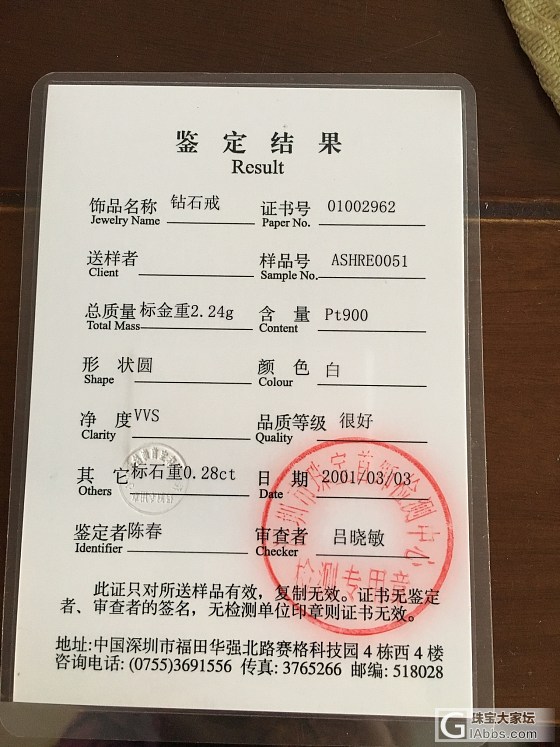 鉴定结果
Result
饰品名称 钻石戒 证书号 01002962
Jewelry Name Paper No.
送样者 样品号 ASHRE0051
Client Sample No.
总质量 标金重2.24g 含量 Pt900
Total Mass Content
形状 圆 颜色 白
Shape Colour
净度 VVS 品质等级 很好
Clarity Quality
其它 标石重0.28ct 日期 2001/03/03
Others Date
鉴定者 陈春 审查者 吕晓敏
Identifier Checker
检测专用章
此证只对所送样品有效，复制无效。证书无鉴定
者、审查者的签名，无检测单位印章则证书无效。
地址:中国深圳市福田华强北路赛格科技园4栋西4楼
咨询电话: (0755)3691556 传真: 3765266 邮编: 518028
珠宝大家坛
GIAbbs.com